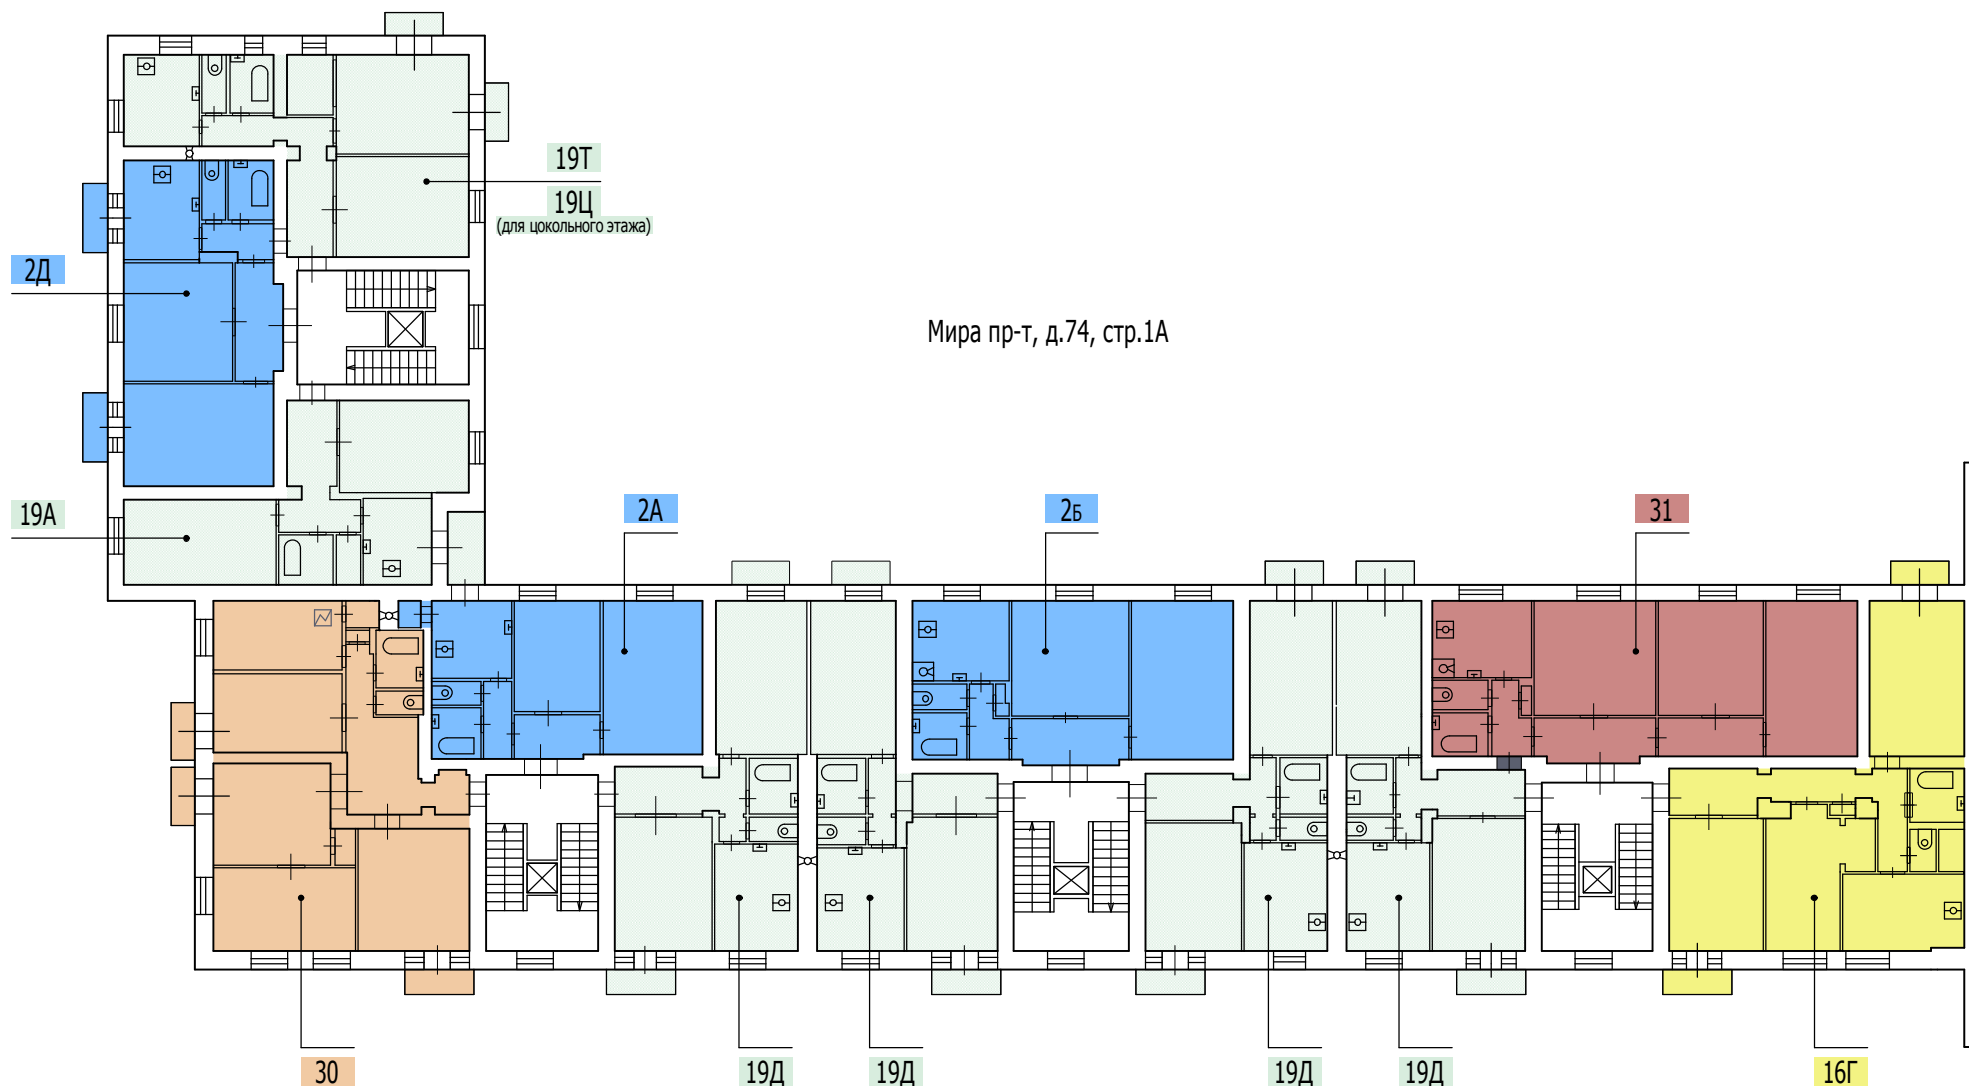 19Т
19Ц
(для цокольного этажа)
2Д
Мира пр-т, д.74, стр.1А
19А
2А
2Б
31
30
19Д
19Д
19Д
19Д
16Г